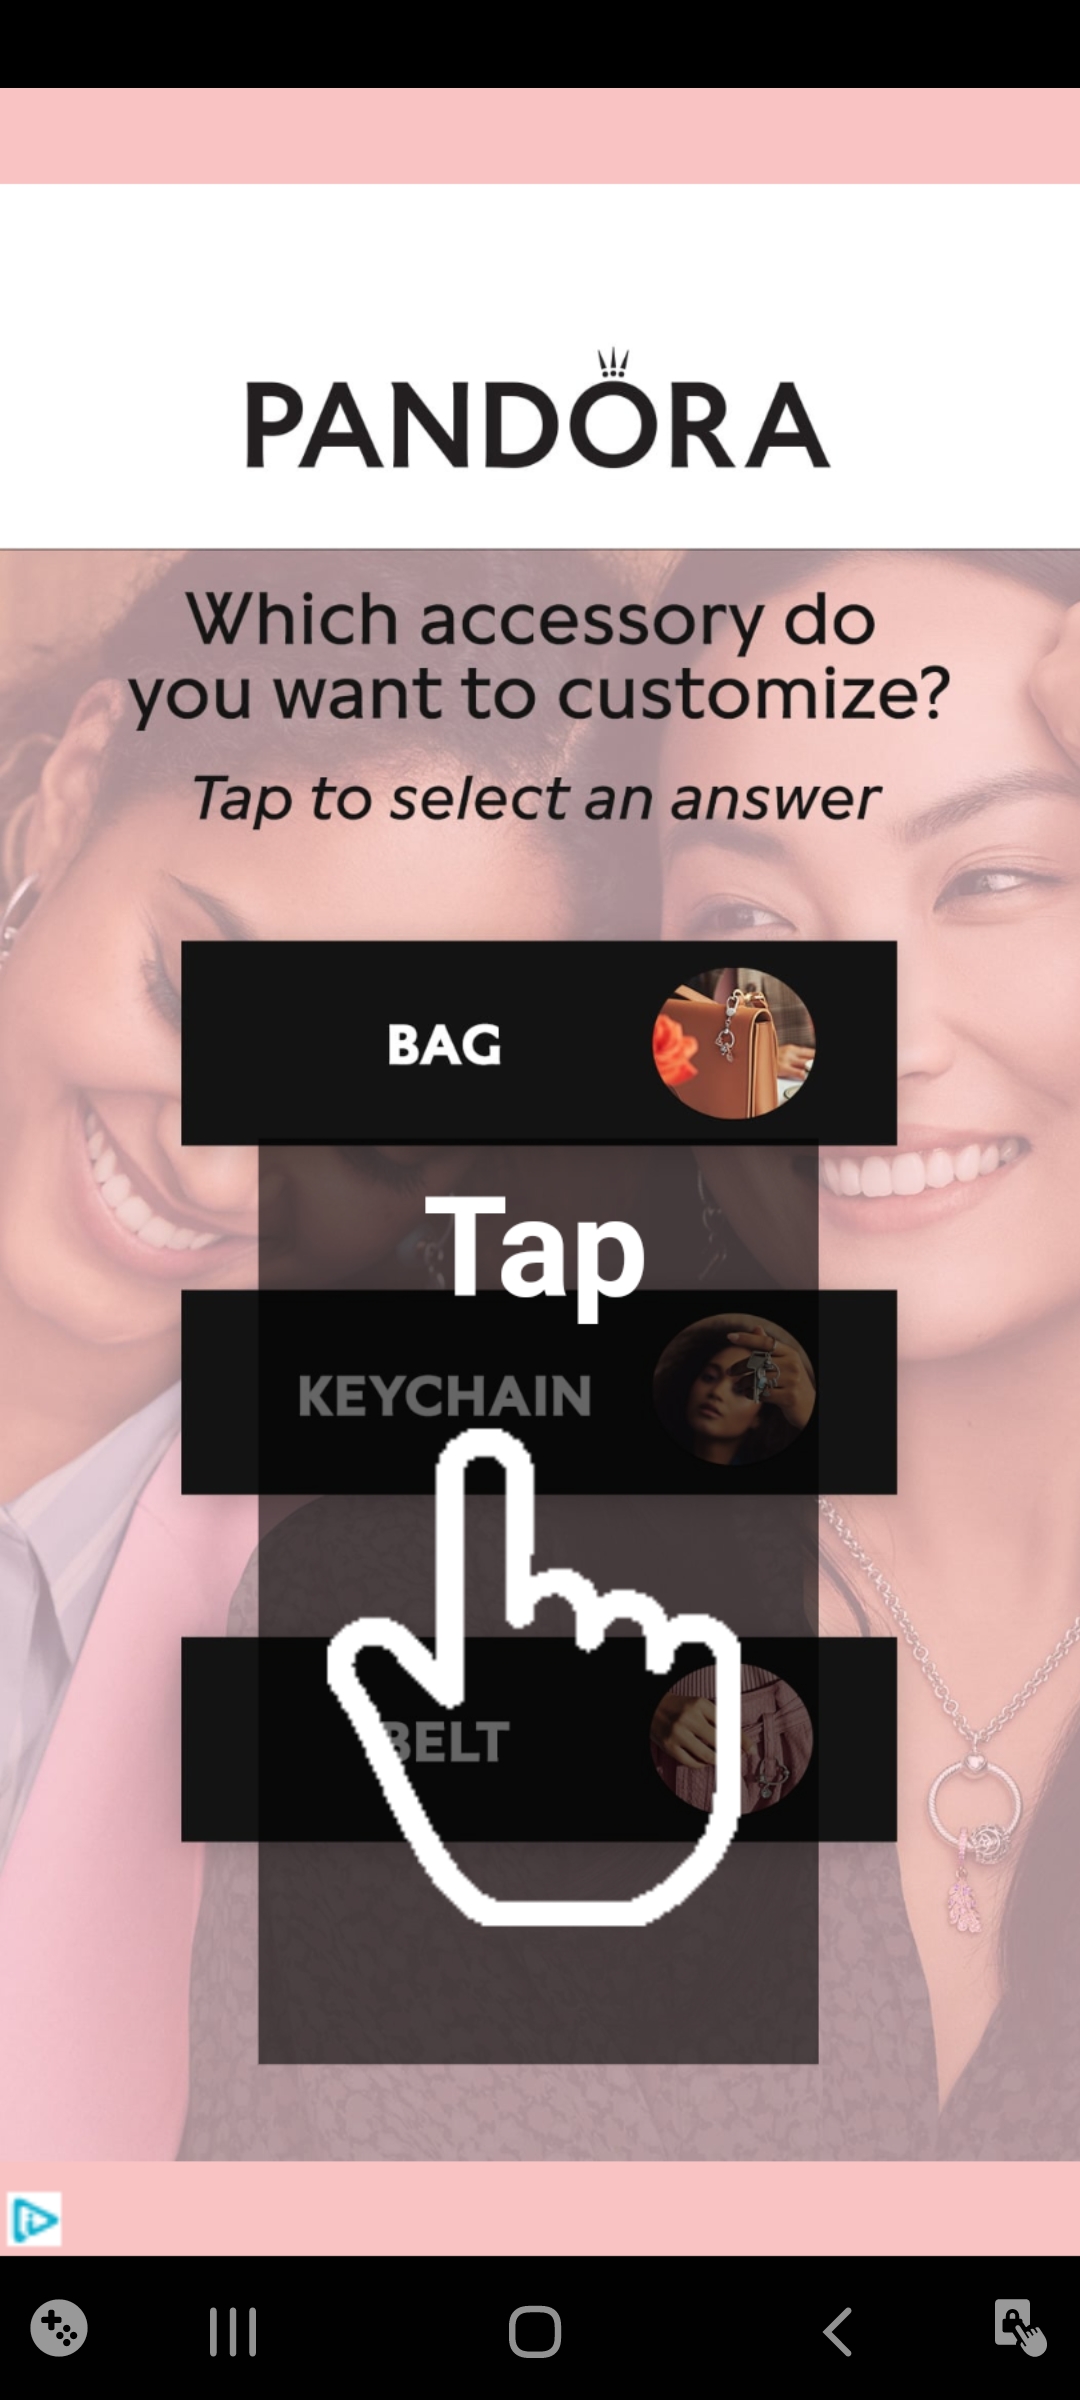 PANDORA
Which accessory do
you want to customize?
Tap to select an answer
BAG
Tap
KEYCHAIN
BELT